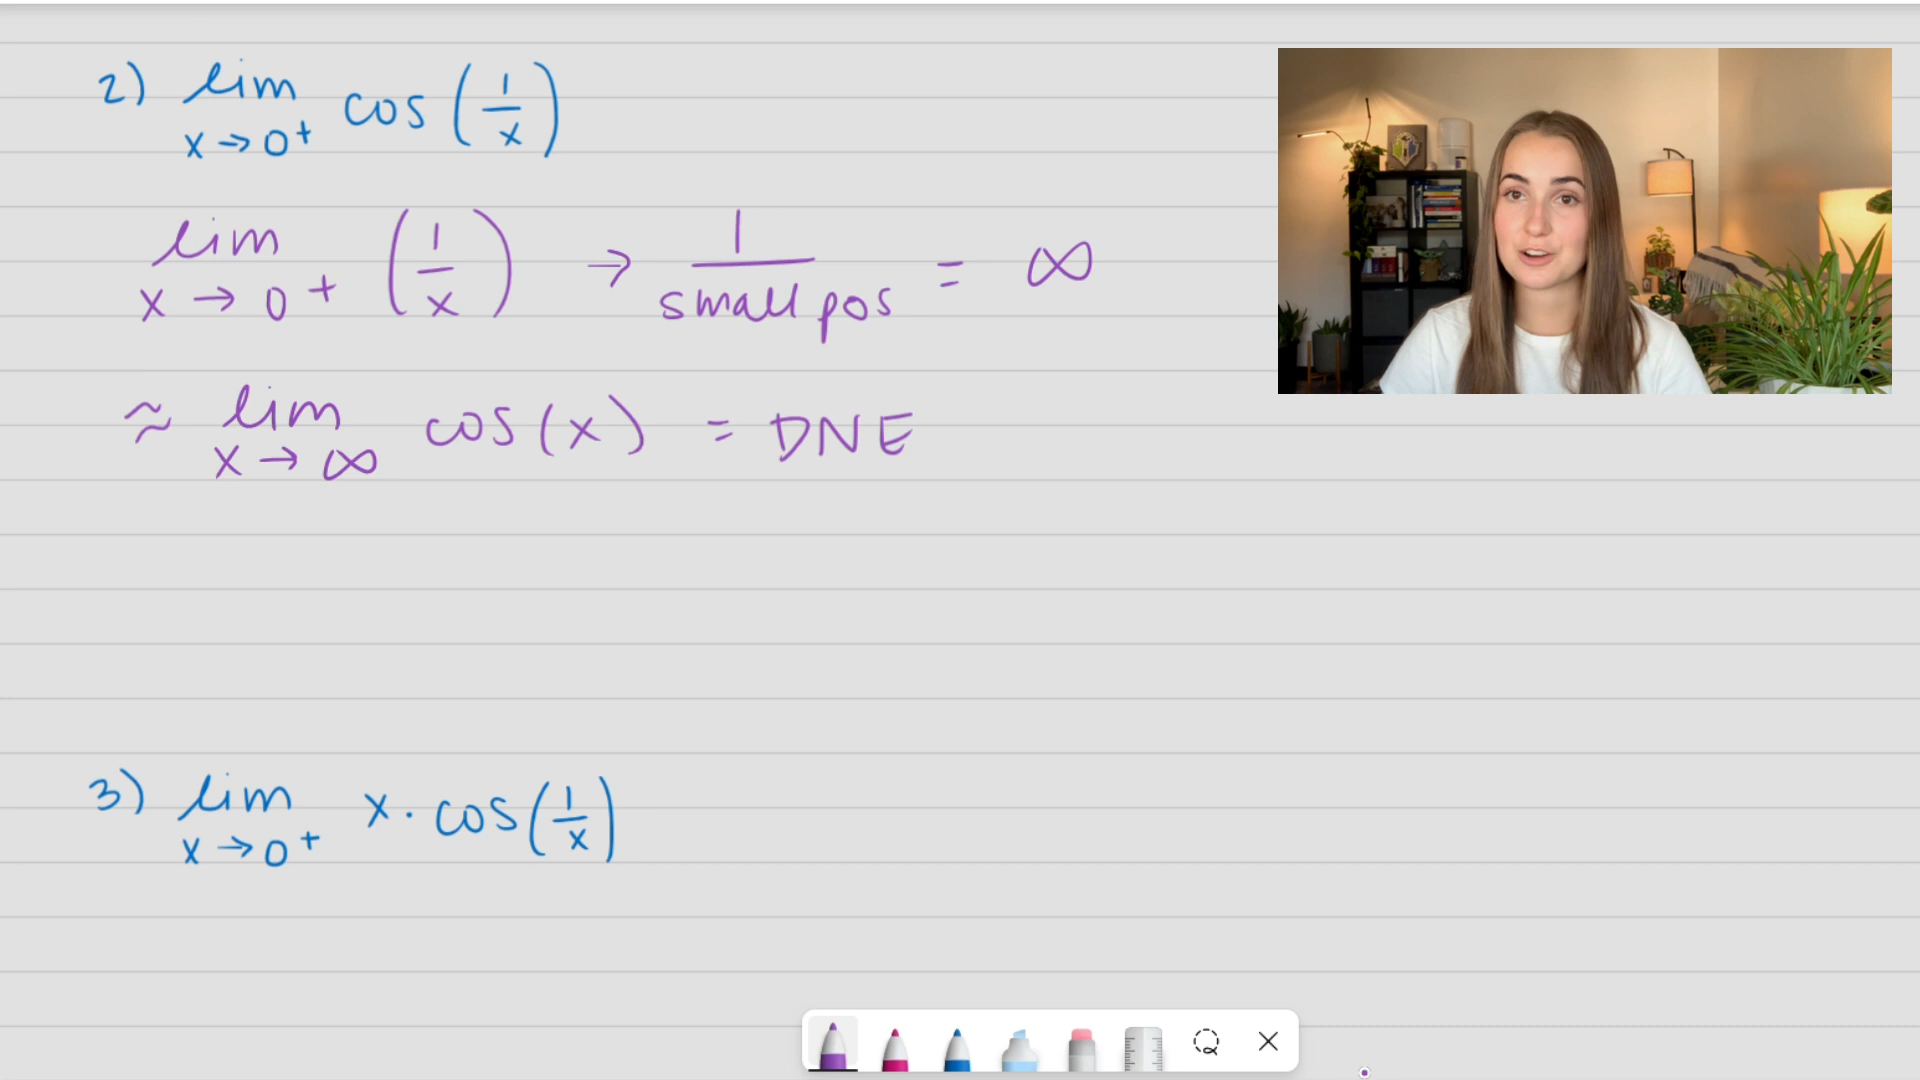 2) lim x→0⁺ cos(1/x)
lim x→0⁺ (1/x) → 1/small pos = ∞
≈ lim x→∞ cos(x) = DNE
3) lim x→0⁺ x · cos(1/x)